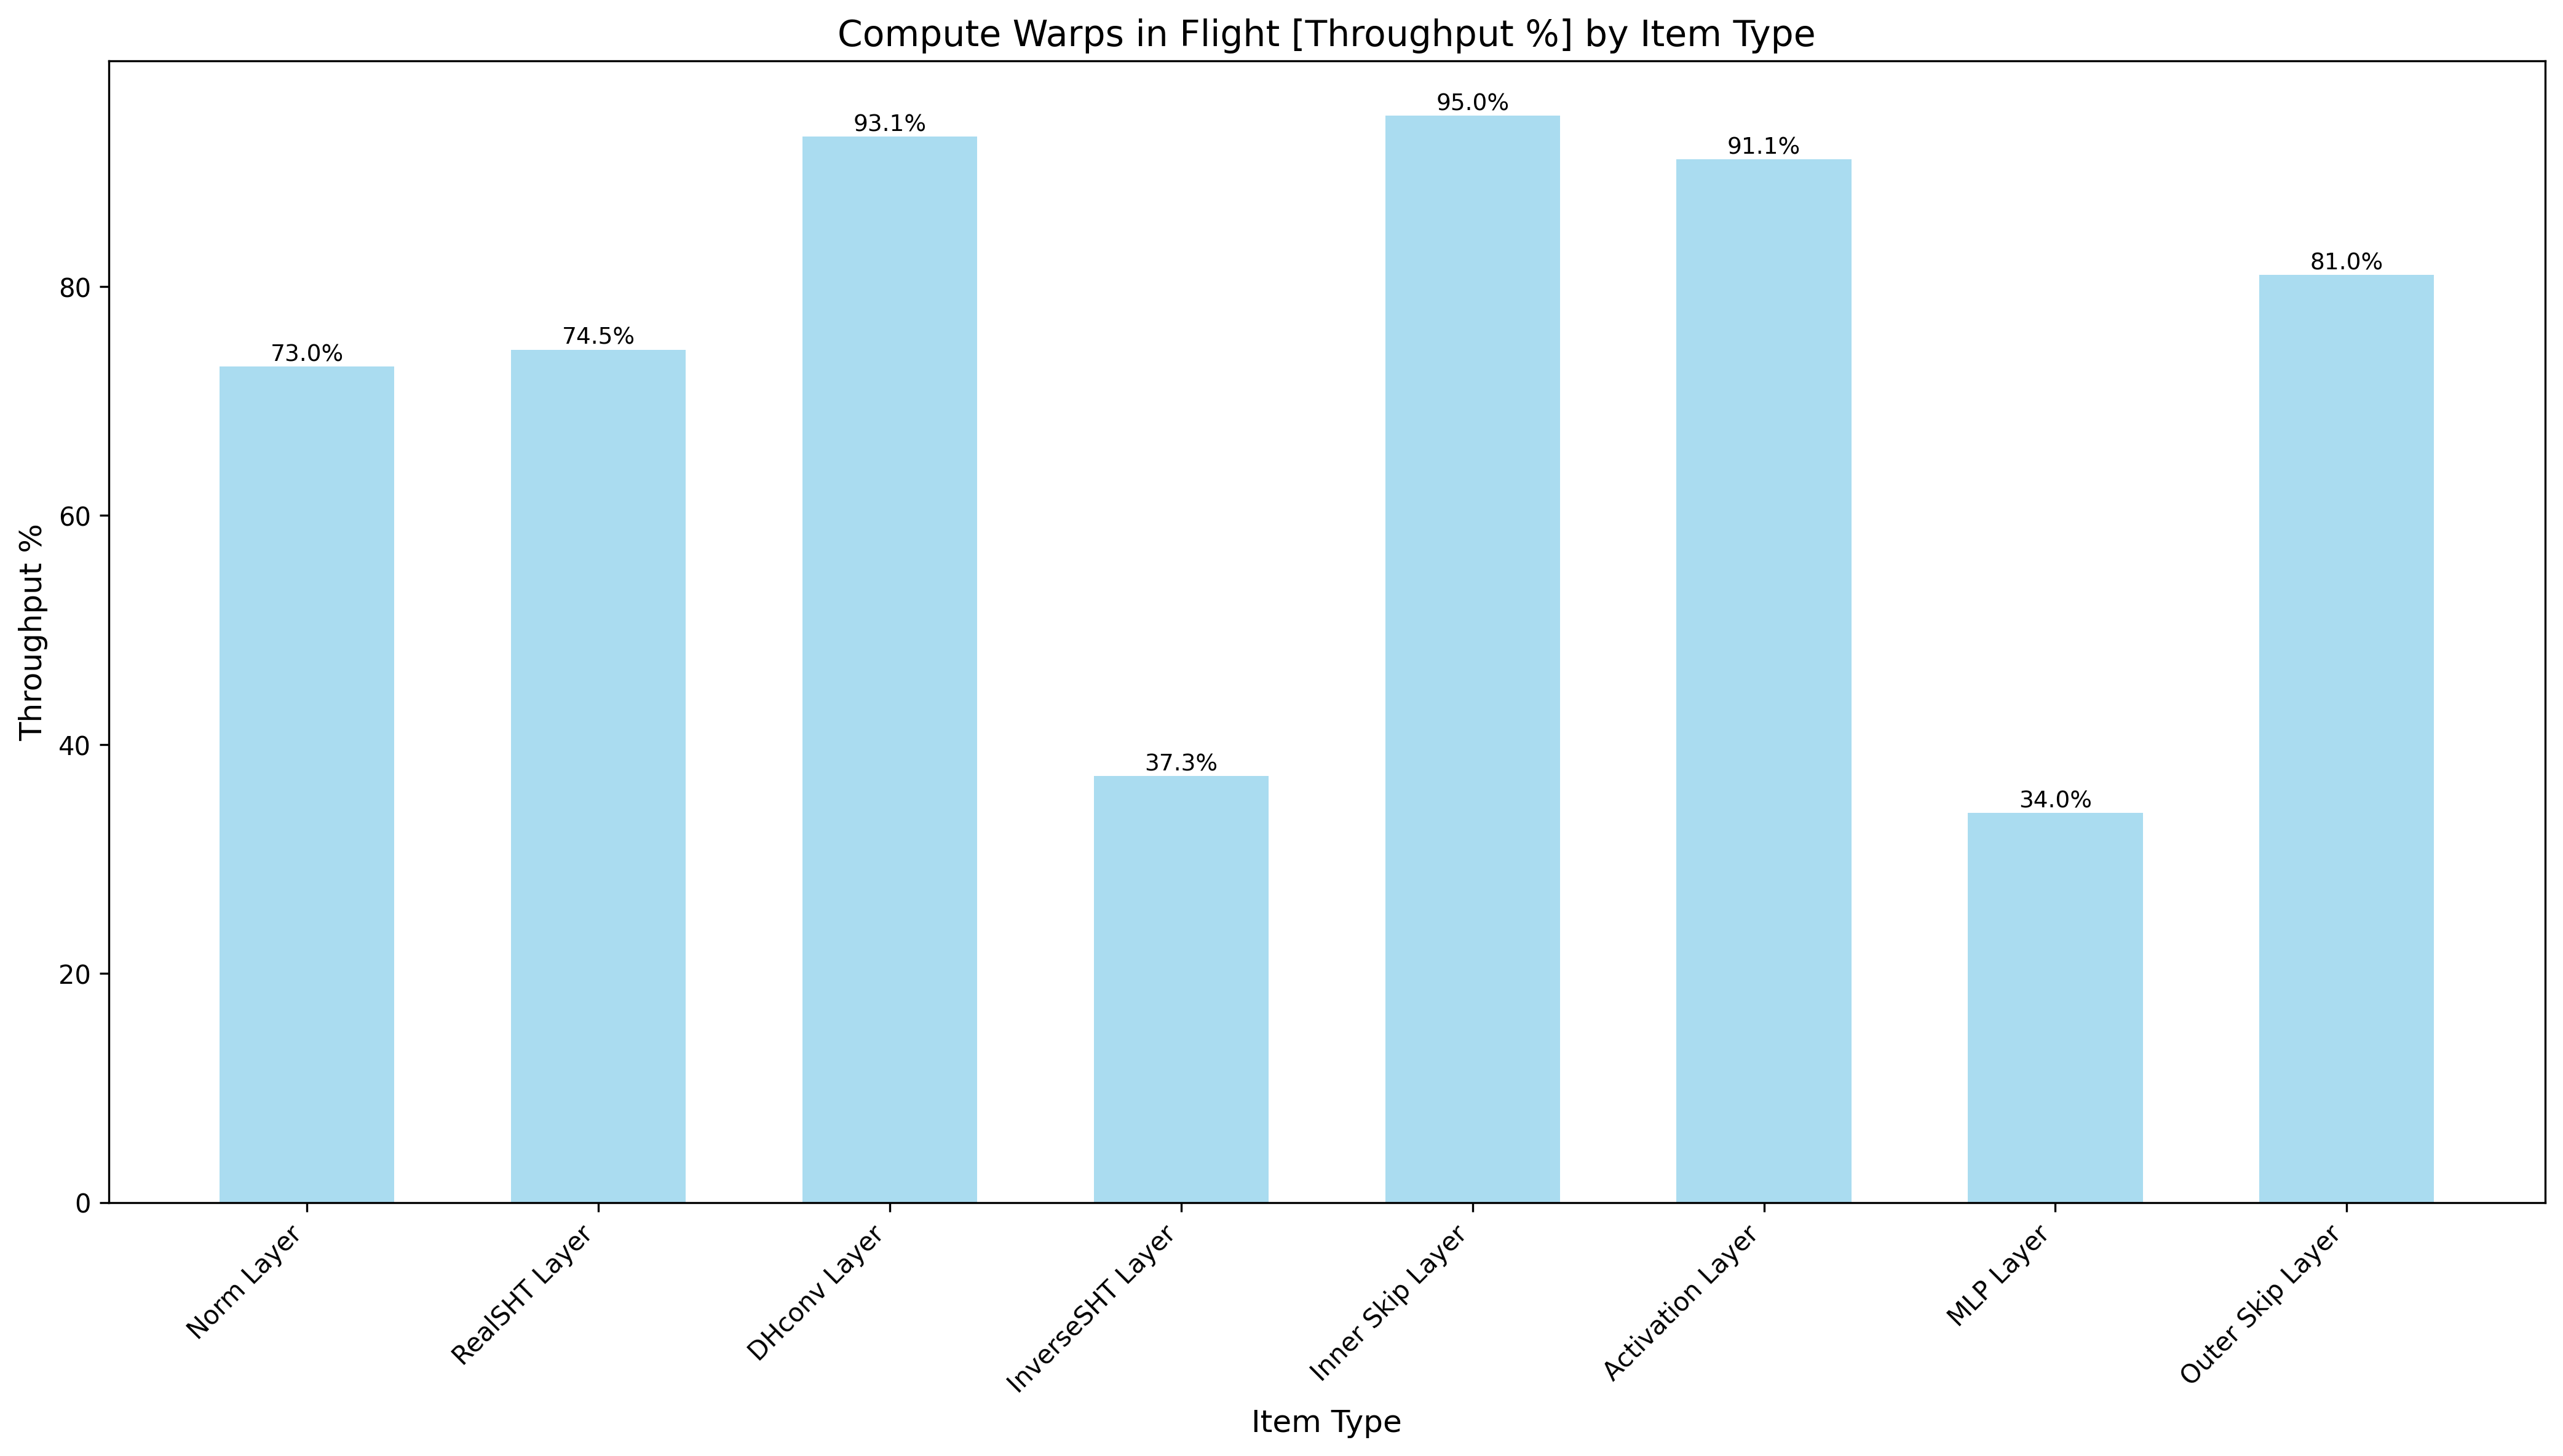 Compute Warps in Flight [Throughput %] by Item Type
Throughput %
80
60
40
20
0
73.0%
74.5%
93.1%
37.3%
95.0%
91.1%
34.0%
81.0%
Norm Layer
RealSHT Layer
DHconv Layer
InverseSHT Layer
Inner Skip Layer
Activation Layer
MLP Layer
Outer Skip Layer
Item Type